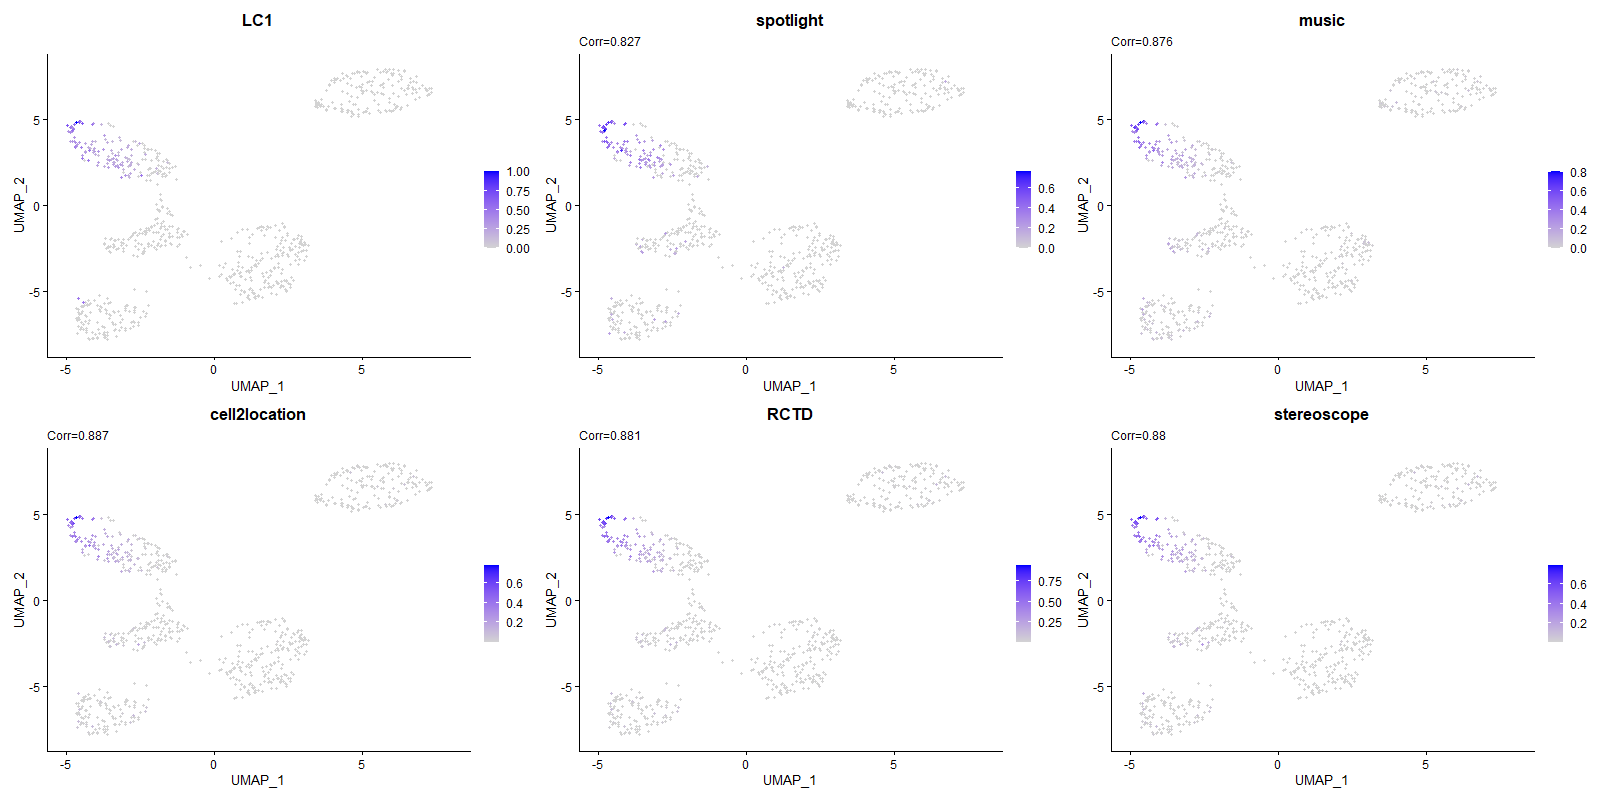 LC1
UMAP_2
5
0
-5
-5
0
5
UMAP_1
1.00
0.75
0.50
0.25
0.00
spotlight
Corr=0.827
UMAP_2
5
0
-5
-5
0
5
UMAP_1
0.6
0.4
0.2
0.0
music
Corr=0.876
UMAP_2
5
0
-5
-5
0
5
UMAP_1
0.8
0.6
0.4
0.2
0.0
cell2location
Corr=0.887
UMAP_2
5
0
-5
-5
0
5
UMAP_1
0.6
0.4
0.2
RCTD
Corr=0.881
UMAP_2
5
0
-5
-5
0
5
UMAP_1
0.75
0.50
0.25
stereoscope
Corr=0.88
UMAP_2
5
0
-5
-5
0
5
UMAP_1
0.6
0.4
0.2